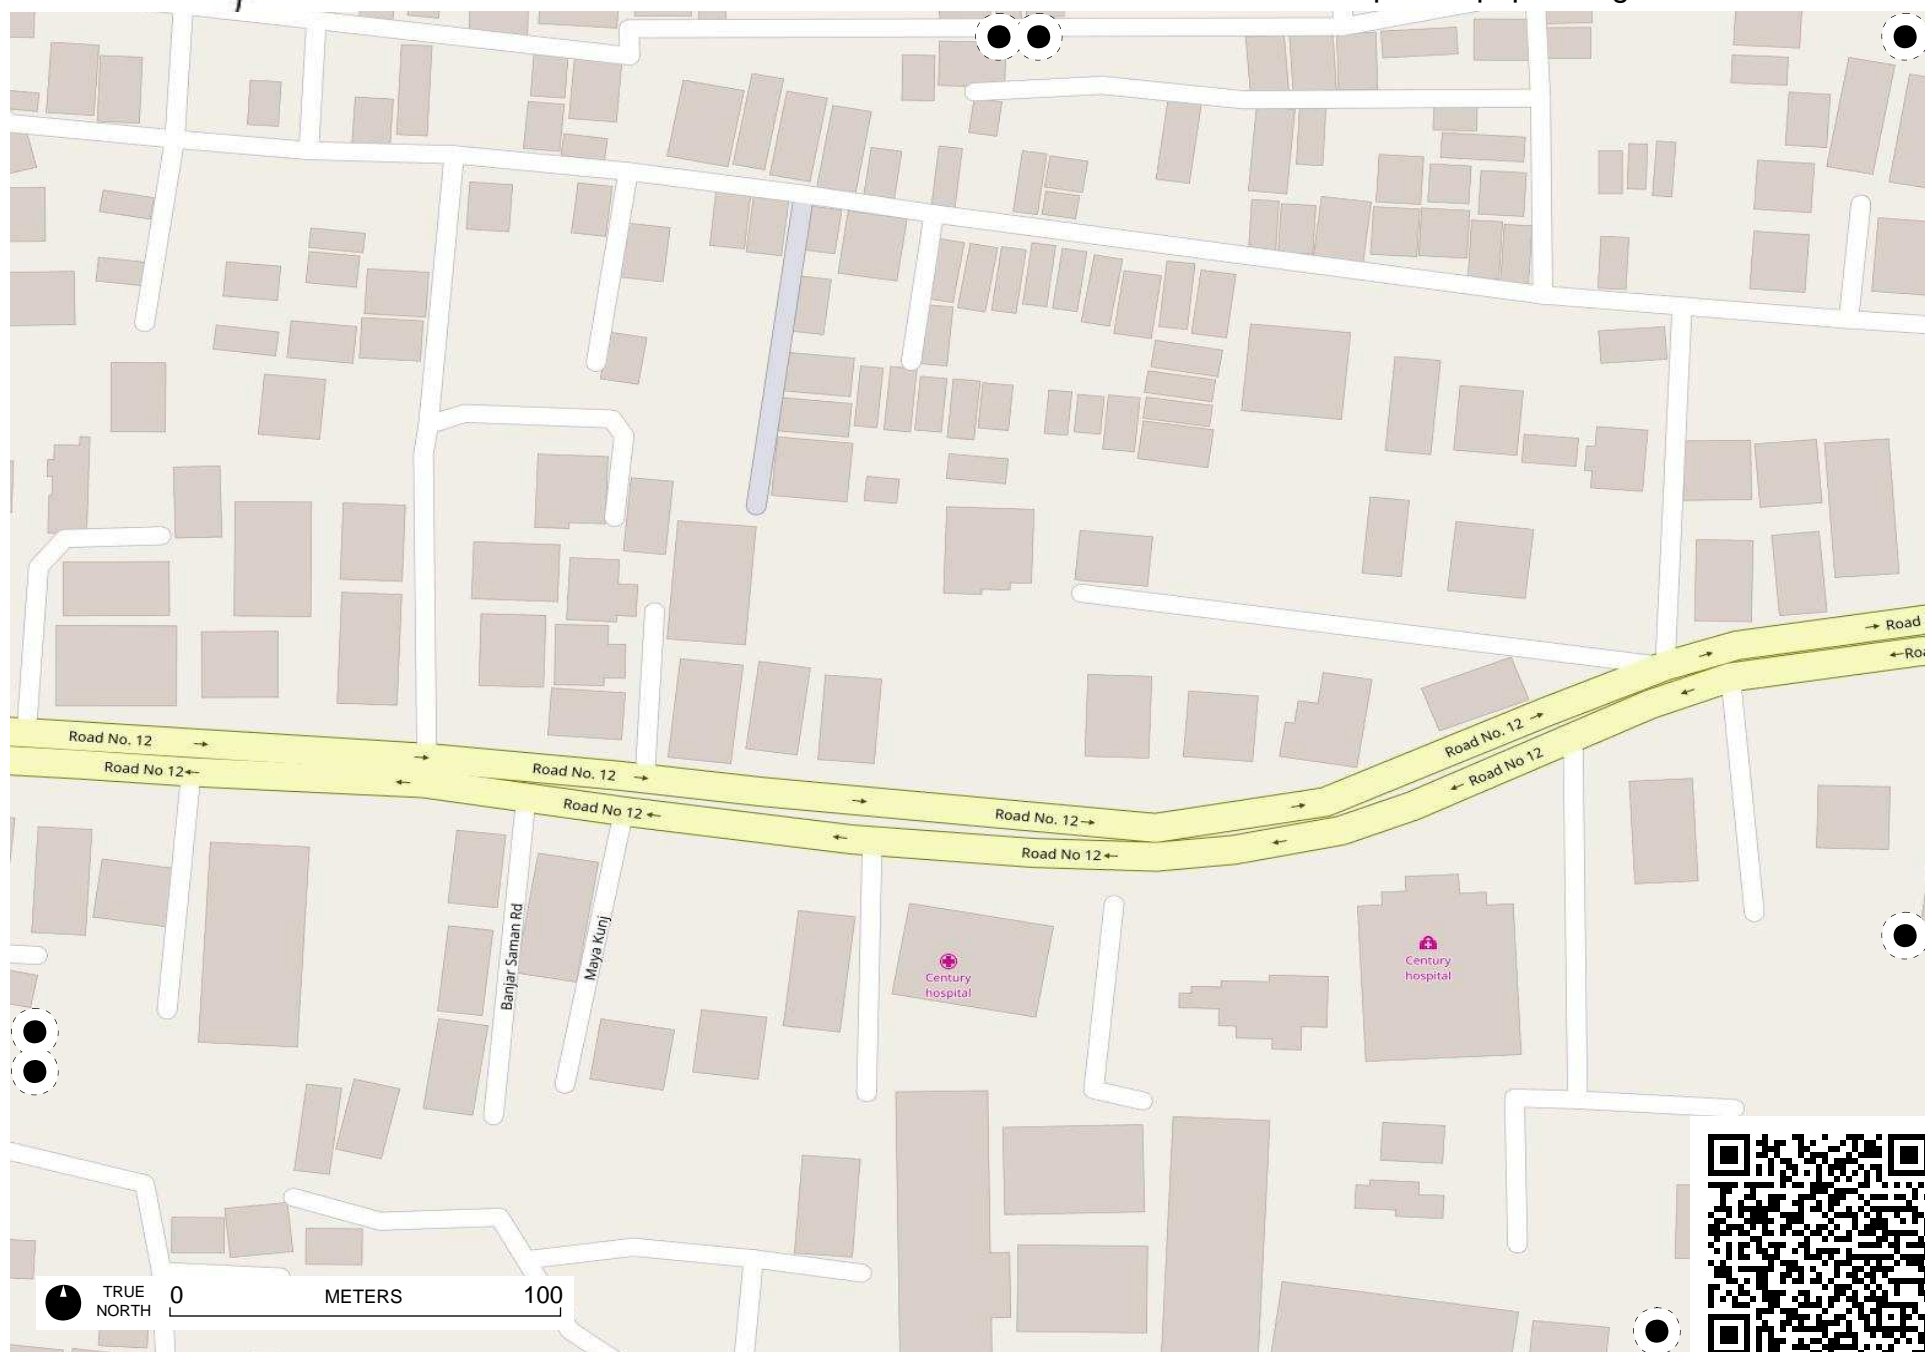 Road
Roa
Road No. 12
Road No. 12
Road No 12
Road No. 12
Road No 12
Road No 12
Road No. 12
Road No 12
Banjar Saman Rd
Maya Kunj
Century
hospital
Century
hospital
TRUE
NORTH
0
METERS
100